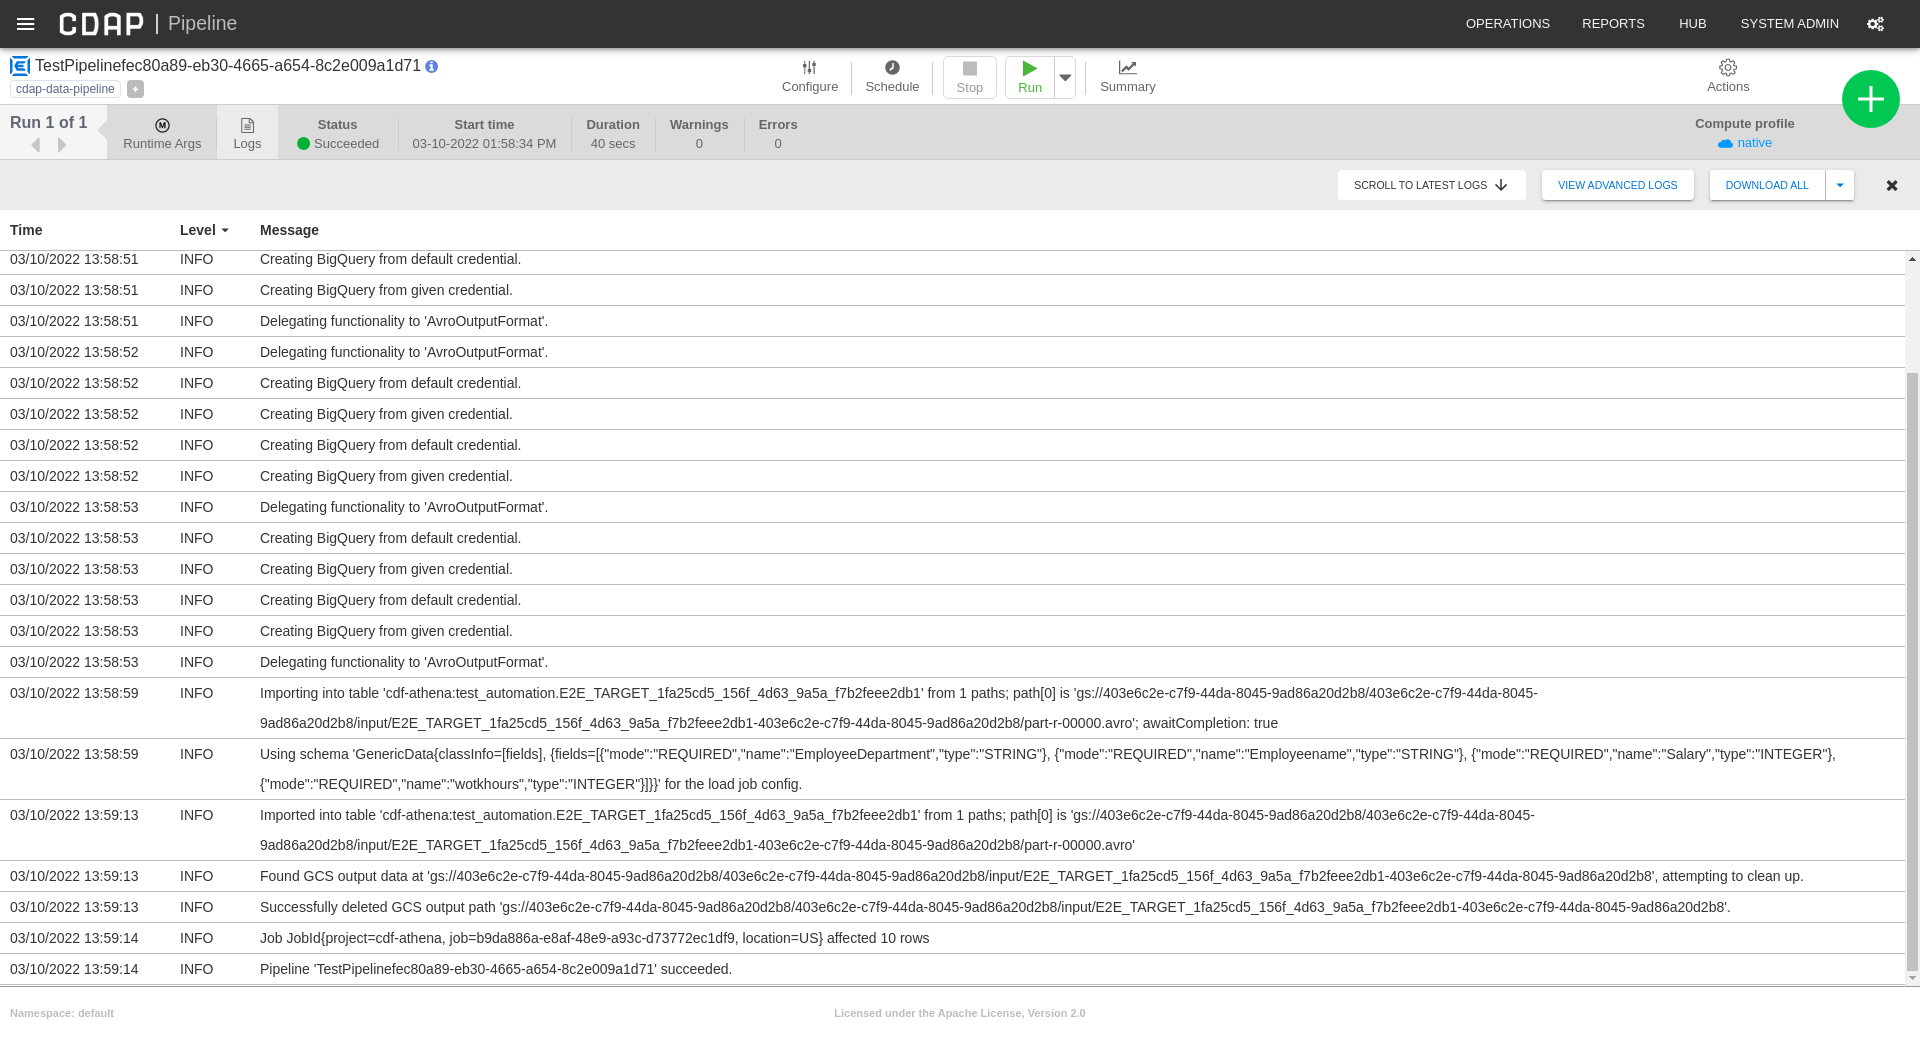 CDAP | Pipeline
OPERATIONS REPORTS HUB SYSTEM ADMIN
TestPipelinefec80a89-eb30-4665-a654-8c2e009a1d71
cdap-data-pipeline +
Configure Schedule Stop Run Summary Actions
Run 1 of 1
Runtime Args Logs
Status Start time Duration Warnings Errors Compute profile
Succeeded 03-10-2022 01:58:34 PM 40 secs 0 0 native
SCROLL TO LATEST LOGS VIEW ADVANCED LOGS DOWNLOAD ALL
Time Level Message
03/10/2022 13:58:51 INFO Creating BigQuery from default credential.
03/10/2022 13:58:51 INFO Creating BigQuery from given credential.
03/10/2022 13:58:51 INFO Delegating functionality to 'AvroOutputFormat'.
03/10/2022 13:58:52 INFO Delegating functionality to 'AvroOutputFormat'.
03/10/2022 13:58:52 INFO Creating BigQuery from default credential.
03/10/2022 13:58:52 INFO Creating BigQuery from given credential.
03/10/2022 13:58:52 INFO Creating BigQuery from default credential.
03/10/2022 13:58:52 INFO Creating BigQuery from given credential.
03/10/2022 13:58:53 INFO Delegating functionality to 'AvroOutputFormat'.
03/10/2022 13:58:53 INFO Creating BigQuery from default credential.
03/10/2022 13:58:53 INFO Creating BigQuery from given credential.
03/10/2022 13:58:53 INFO Creating BigQuery from default credential.
03/10/2022 13:58:53 INFO Creating BigQuery from given credential.
03/10/2022 13:58:53 INFO Delegating functionality to 'AvroOutputFormat'.
03/10/2022 13:58:59 INFO Importing into table 'cdf-athena:test_automation.E2E_TARGET_1fa25cd5_156f_4d63_9a5a_f7b2feee2db1' from 1 paths; path[0] is 'gs://403e6c2e-c7f9-44da-8045-9ad86a20d2b8/403e6c2e-c7f9-44da-8045-
9ad86a20d2b8/input/E2E_TARGET_1fa25cd5_156f_4d63_9a5a_f7b2feee2db1-403e6c2e-c7f9-44da-8045-9ad86a20d2b8/part-r-00000.avro'; awaitCompletion: true
03/10/2022 13:58:59 INFO Using schema 'GenericData{classInfo=[fields], {fields=[{"mode":"REQUIRED","name":"EmployeeDepartment","type":"STRING"}, {"mode":"REQUIRED","name":"Employeename","type":"STRING"}, {"mode":"REQUIRED","name":"Salary","type":"INTEGER"},
{"mode":"REQUIRED","name":"wotkhours","type":"INTEGER"}]}}' for the load job config.
03/10/2022 13:59:13 INFO Imported into table 'cdf-athena:test_automation.E2E_TARGET_1fa25cd5_156f_4d63_9a5a_f7b2feee2db1' from 1 paths; path[0] is 'gs://403e6c2e-c7f9-44da-8045-9ad86a20d2b8/403e6c2e-c7f9-44da-8045-
9ad86a20d2b8/input/E2E_TARGET_1fa25cd5_156f_4d63_9a5a_f7b2feee2db1-403e6c2e-c7f9-44da-8045-9ad86a20d2b8/part-r-00000.avro'
03/10/2022 13:59:13 INFO Found GCS output data at 'gs://403e6c2e-c7f9-44da-8045-9ad86a20d2b8/403e6c2e-c7f9-44da-8045-9ad86a20d2b8/input/E2E_TARGET_1fa25cd5_156f_4d63_9a5a_f7b2feee2db1-403e6c2e-c7f9-44da-8045-9ad86a20d2b8', attempting to clean up.
03/10/2022 13:59:13 INFO Successfully deleted GCS output path 'gs://403e6c2e-c7f9-44da-8045-9ad86a20d2b8/403e6c2e-c7f9-44da-8045-9ad86a20d2b8/input/E2E_TARGET_1fa25cd5_156f_4d63_9a5a_f7b2feee2db1-403e6c2e-c7f9-44da-8045-9ad86a20d2b8'.
03/10/2022 13:59:14 INFO Job JobId{project=cdf-athena, job=b9da886a-e8af-48e9-a93c-d73772ec1df9, location=US} affected 10 rows
03/10/2022 13:59:14 INFO Pipeline 'TestPipelinefec80a89-eb30-4665-a654-8c2e009a1d71' succeeded.
Namespace: default Licensed under the Apache License, Version 2.0